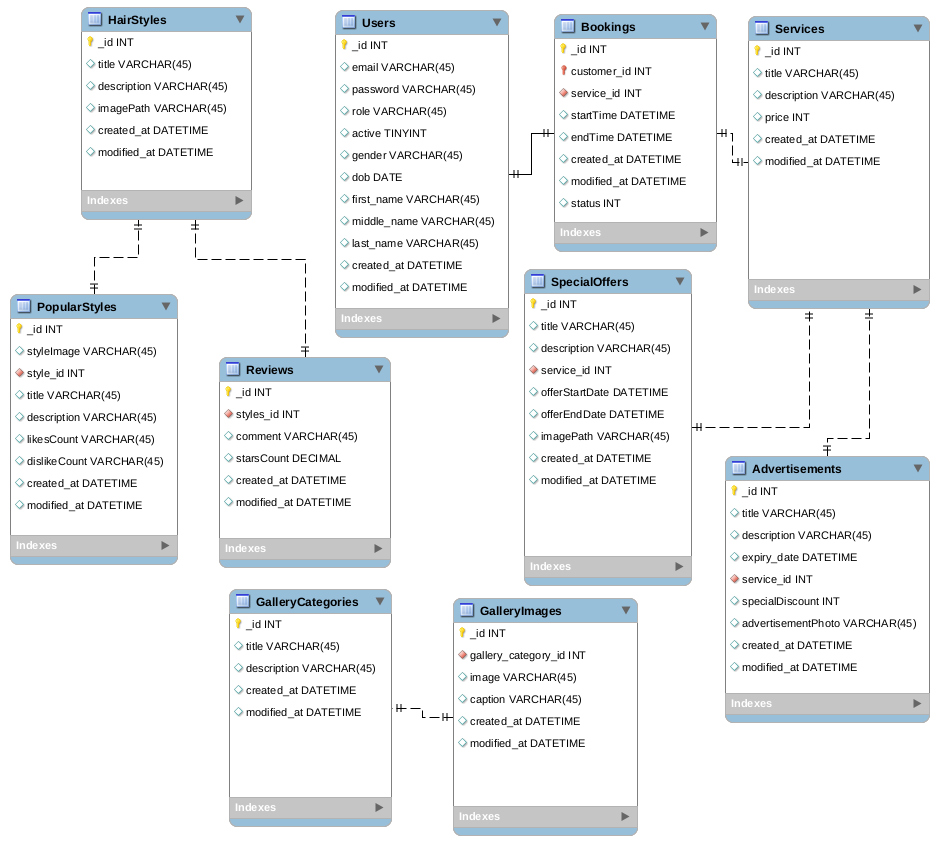 HairStyles
_id INT
title VARCHAR(45)
description VARCHAR(45)
imagePath VARCHAR(45)
created_at DATETIME
modified_at DATETIME
Indexes
Users
_id INT
email VARCHAR(45)
password VARCHAR(45)
role VARCHAR(45)
active TINYINT
gender VARCHAR(45)
dob DATE
first_name VARCHAR(45)
middle_name VARCHAR(45)
last_name VARCHAR(45)
created_at DATETIME
modified_at DATETIME
Indexes
Bookings
_id INT
customer_id INT
service_id INT
startTime DATETIME
endTime DATETIME
created_at DATETIME
modified_at DATETIME
status INT
Indexes
Services
_id INT
title VARCHAR(45)
description VARCHAR(45)
price INT
created_at DATETIME
modified_at DATETIME
Indexes
PopularStyles
_id INT
styleImage VARCHAR(45)
style_id INT
title VARCHAR(45)
description VARCHAR(45)
likesCount VARCHAR(45)
dislikeCount VARCHAR(45)
created_at DATETIME
modified_at DATETIME
Indexes
Reviews
_id INT
styles_id INT
comment VARCHAR(45)
starsCount DECIMAL
created_at DATETIME
modified_at DATETIME
Indexes
SpecialOffers
_id INT
title VARCHAR(45)
description VARCHAR(45)
service_id INT
offerStartDate DATETIME
offerEndDate DATETIME
imagePath VARCHAR(45)
created_at DATETIME
modified_at DATETIME
Indexes
Advertisements
_id INT
title VARCHAR(45)
description VARCHAR(45)
expiry_date DATETIME
service_id INT
specialDiscount INT
advertisementPhoto VARCHAR(45)
created_at DATETIME
modified_at DATETIME
Indexes
GalleryCategories
_id INT
title VARCHAR(45)
description VARCHAR(45)
created_at DATETIME
modified_at DATETIME
Indexes
GalleryImages
_id INT
gallery_category_id INT
image VARCHAR(45)
caption VARCHAR(45)
created_at DATETIME
modified_at DATETIME
Indexes